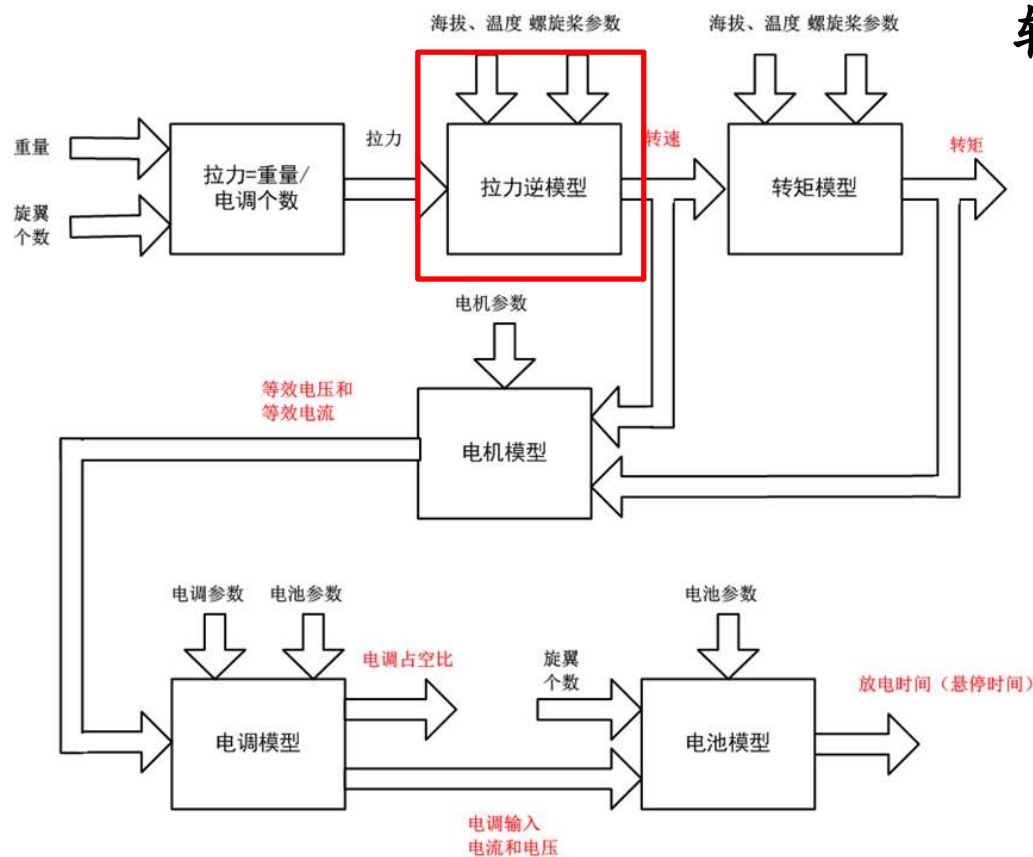 海拔、温度 螺旋桨参数
海拔、温度 螺旋桨参数
重量
旋翼
个数
拉力=重量/
电调个数
拉力
拉力逆模型
转速
转矩模型
转矩
电机参数
等效电压和
等效电流
电机模型
电调参数
电池参数
电调占空比
旋翼
个数
电池参数
放电时间（悬停时间）
电调模型
电池模型
电调输入
电流和电压